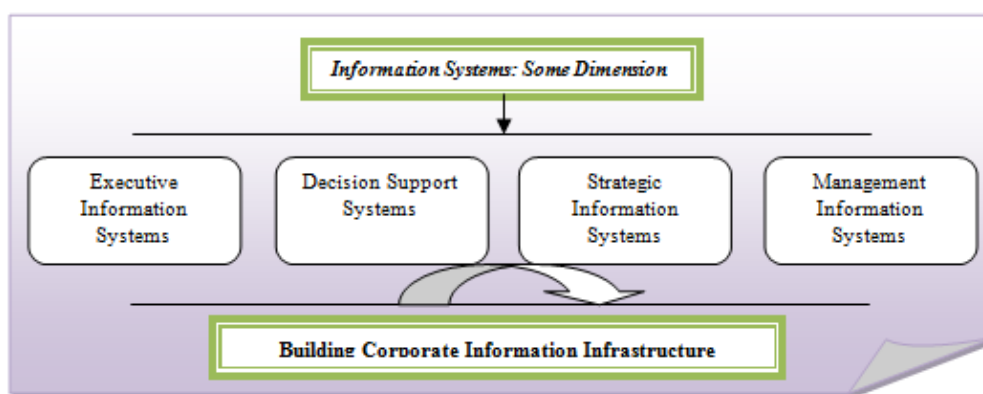 Information Systems: Some Dimension
Executive
Information
Systems
Decision Support
Systems
Strategic
Information
Systems
Management
Information
Systems
Building Corporate Information Infrastructure